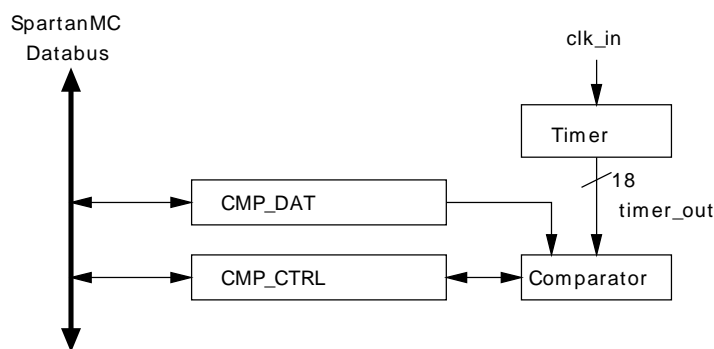 SpartanMC
Databus
clk_in
Timer
18
timer_out
CMP_DAT
CMP_CTRL
Comparator